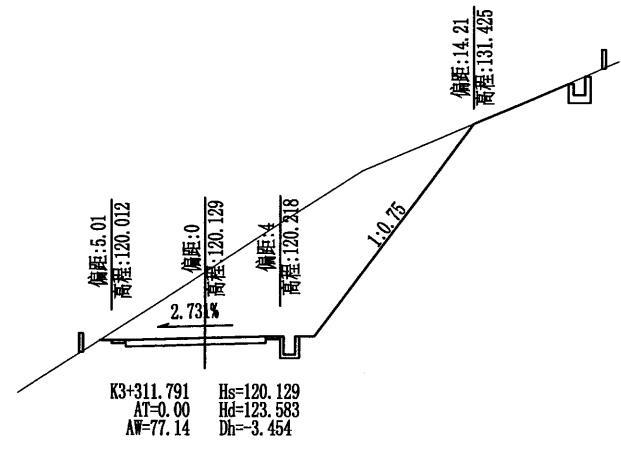 偏距:14.21
高程:131.425
偏距:5.01
高程:120.012
偏距:0
高程:120.129
偏距:4
高程:120.218
1:0.75
2.731%
K3+311.791 Hs=120.129
AT=0.00 Hd=123.583
AW=77.14 Dh=-3.454